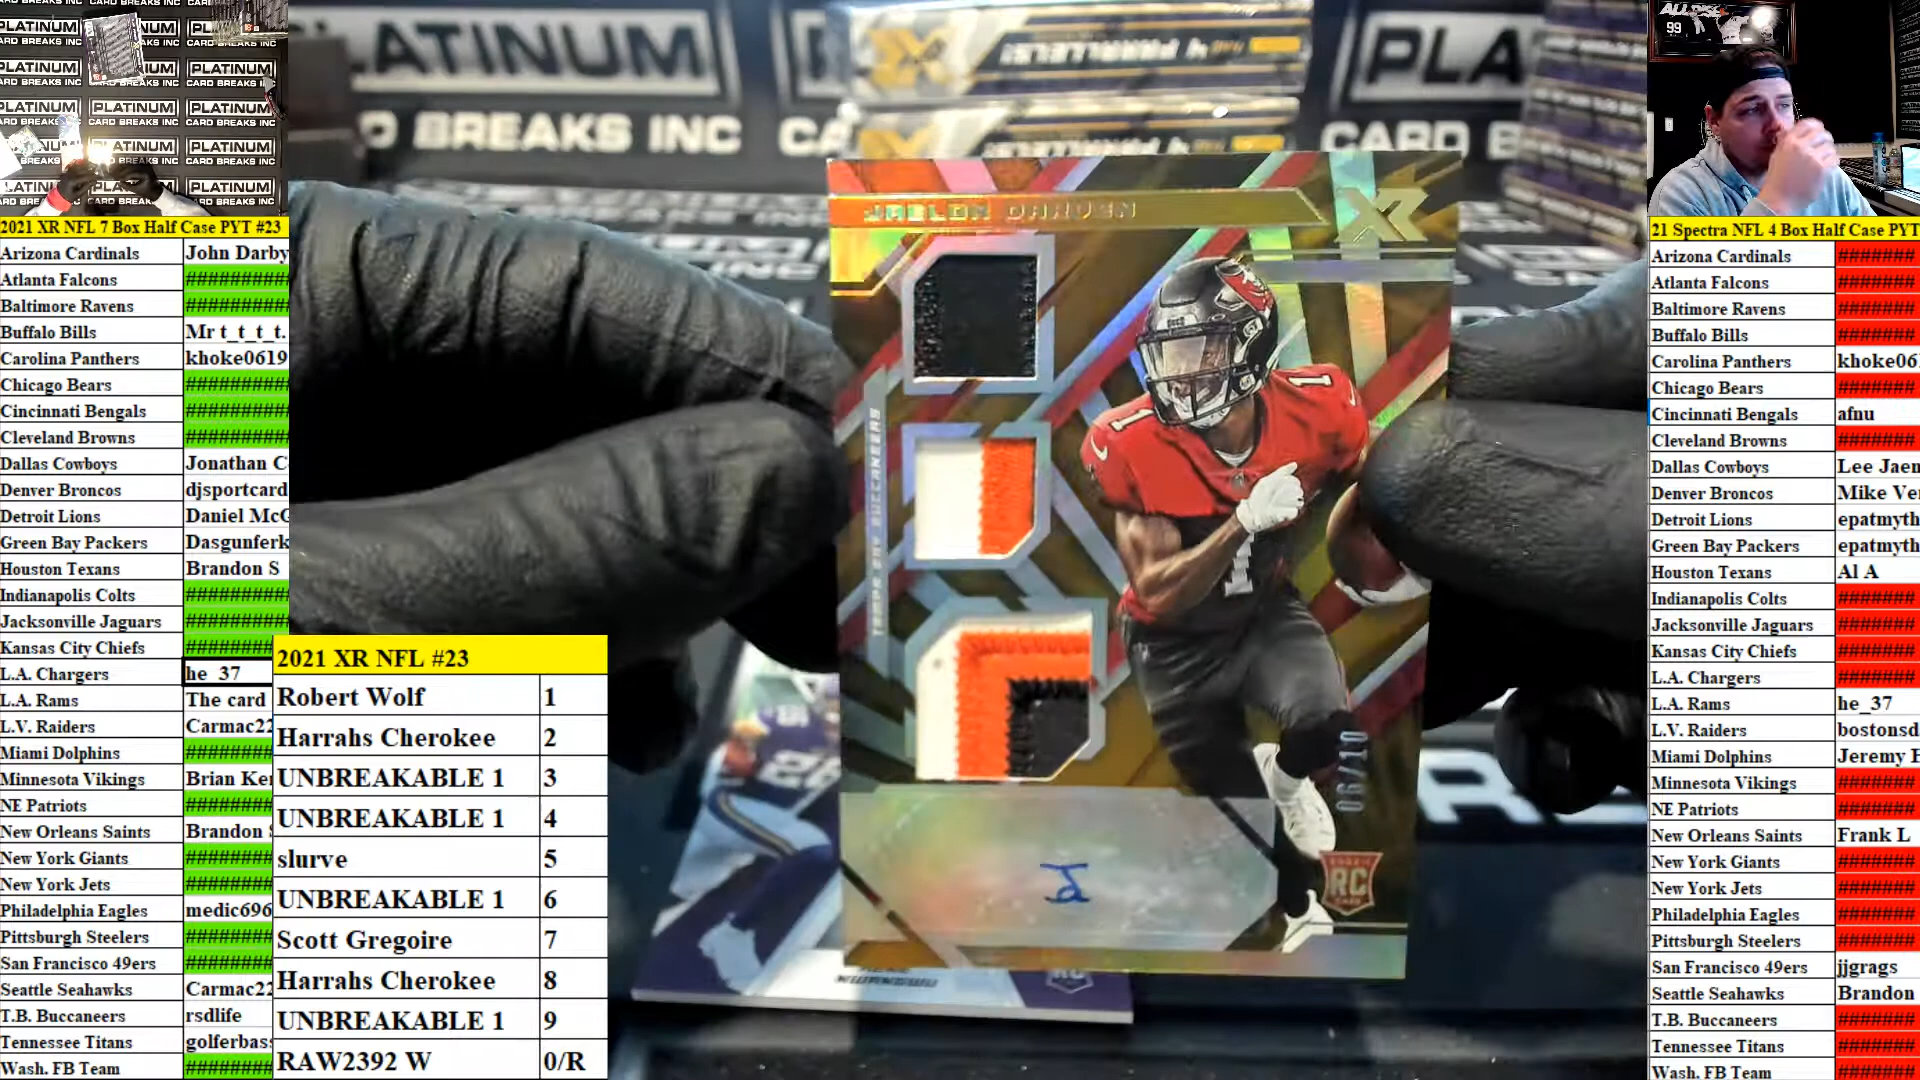 2021 XR NFL 7 Box Half Case PYT #23
Arizona Cardinals John Darby
Atlanta Falcons ##########
Baltimore Ravens ##########
Buffalo Bills Mr t_t_t_t.
Carolina Panthers khoke0619
Chicago Bears ##########
Cincinnati Bengals ##########
Cleveland Browns ##########
Dallas Cowboys Jonathan C
Denver Broncos djsportcard
Detroit Lions Daniel McG
Green Bay Packers Dasgunferk
Houston Texans Brandon S
Indianapolis Colts ##########
Jacksonville Jaguars ##########
Kansas City Chiefs ########
L.A. Chargers he_37
L.A. Rams The card
L.V. Raiders Carmac22
Miami Dolphins ########
Minnesota Vikings Brian Ke
NE Patriots ########
New Orleans Saints Brandon
New York Giants ########
New York Jets ########
Philadelphia Eagles medic696
Pittsburgh Steelers ########
San Francisco 49ers ########
Seattle Seahawks Carmac22
T.B. Buccaneers rsdlife
Tennessee Titans golferbas
Wash. FB Team ########
2021 XR NFL #23
Robert Wolf 1
Harrahs Cherokee 2
UNBREAKABLE 1 3
UNBREAKABLE 1 4
slurve 5
UNBREAKABLE 1 6
Scott Gregoire 7
Harrahs Cherokee 8
UNBREAKABLE 1 9
RAW2392 W 0/R
PLATINUM
CARD BREAKS INC
JAELON DARDEN
XR
TAMPA BAY BUCCANEERS
1
1
1
06/10
RC
99
21 Spectra NFL 4 Box Half Case PYT
Arizona Cardinals #######
Atlanta Falcons #######
Baltimore Ravens #######
Buffalo Bills #######
Carolina Panthers khoke06
Chicago Bears #######
Cincinnati Bengals afnu
Cleveland Browns #######
Dallas Cowboys Lee Jaen
Denver Broncos Mike Ve
Detroit Lions epatmyth
Green Bay Packers epatmyth
Houston Texans Al A
Indianapolis Colts #######
Jacksonville Jaguars #######
Kansas City Chiefs #######
L.A. Chargers #######
L.A. Rams he_37
L.V. Raiders bostonsd
Miami Dolphins Jeremy
Minnesota Vikings #######
NE Patriots #######
New Orleans Saints Frank L
New York Giants #######
New York Jets #######
Philadelphia Eagles #######
Pittsburgh Steelers #######
San Francisco 49ers jjgrags
Seattle Seahawks Brandon
T.B. Buccaneers #######
Tennessee Titans #######
Wash. FB Team #######